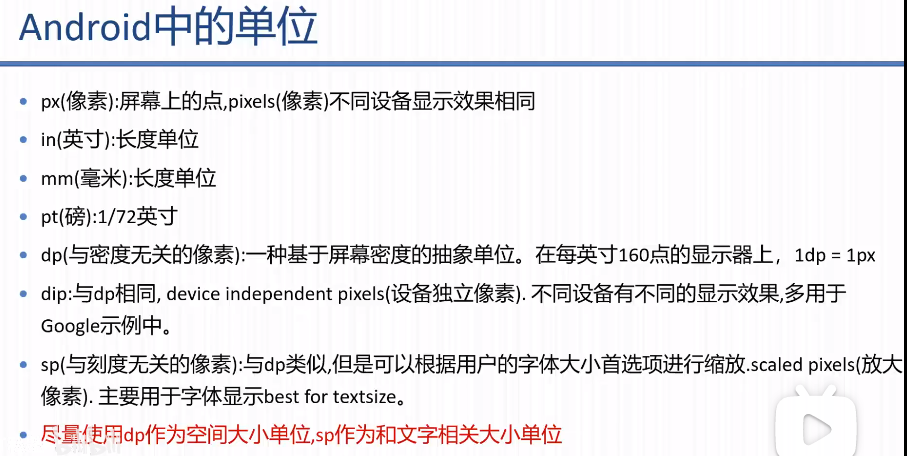 Android中的单位
px(像素):屏幕上的点,pixels(像素)不同设备显示效果相同
in(英寸):长度单位
mm(毫米):长度单位
pt(磅):1/72英寸
dp(与密度无关的像素):一种基于屏幕密度的抽象单位。在每英寸160点的显示器上，1dp = 1px
dip:与dp相同, device independent pixels(设备独立像素). 不同设备有不同的显示效果,多用于
Google示例中。
sp(与刻度无关的像素):与dp类似,但是可以根据用户的字体大小首选项进行缩放.scaled pixels(放大
像素). 主要用于字体显示best for textsize。
尽量使用dp作为空间大小单位,sp作为和文字相关大小单位